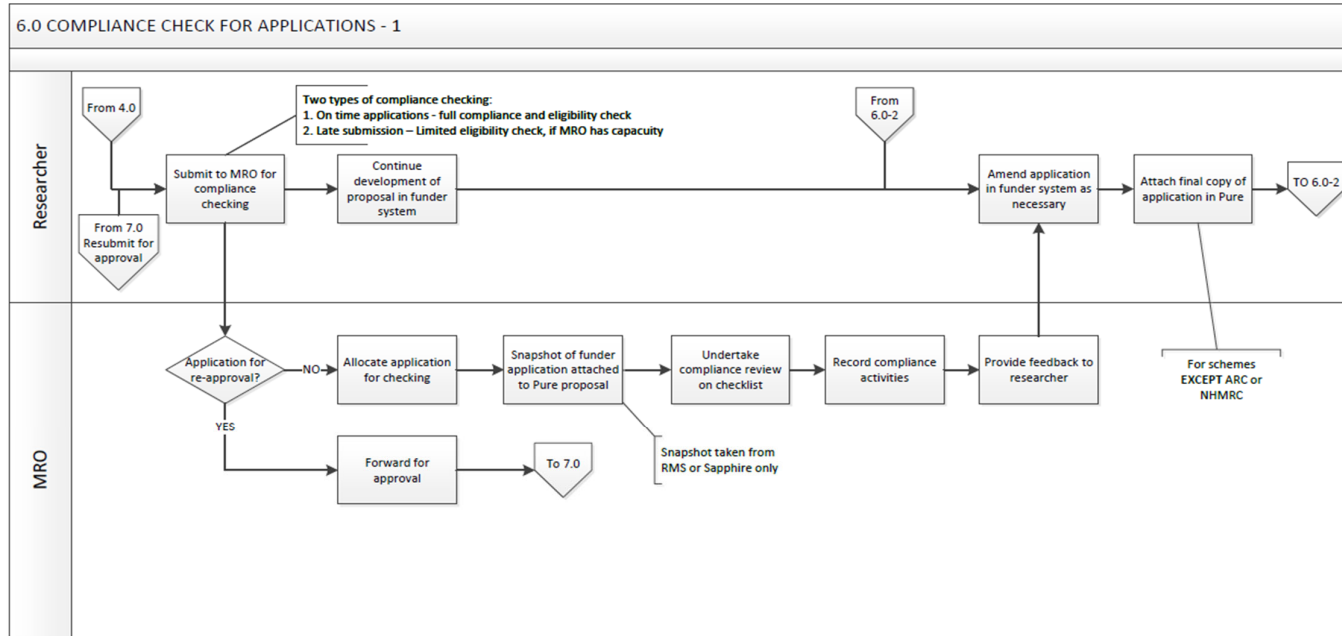 6.0 COMPLIANCE CHECK FOR APPLICATIONS - 1
Researcher
From 4.0
Two types of compliance checking:
1. On time applications - full compliance and eligibility check
2. Late submission – Limited eligibility check, if MRO has capacuity
From
6.0-2
Submit to MRO for
compliance
checking
Continue
development of
proposal in funder
system
Amend application
in funder system as
necessary
Attach final copy of
application in Pure
TO 6.0-2
From 7.0
Resubmit for
approval
MRO
Application for
re-approval?
NO
Allocate application
for checking
Snapshot of funder
application attached
to Pure proposal
Undertake
compliance review
on checklist
Record compliance
activities
Provide feedback to
researcher
For schemes
EXCEPT ARC or
NHMRC
YES
Forward for
approval
To 7.0
Snapshot taken from
RMS or Sapphire only